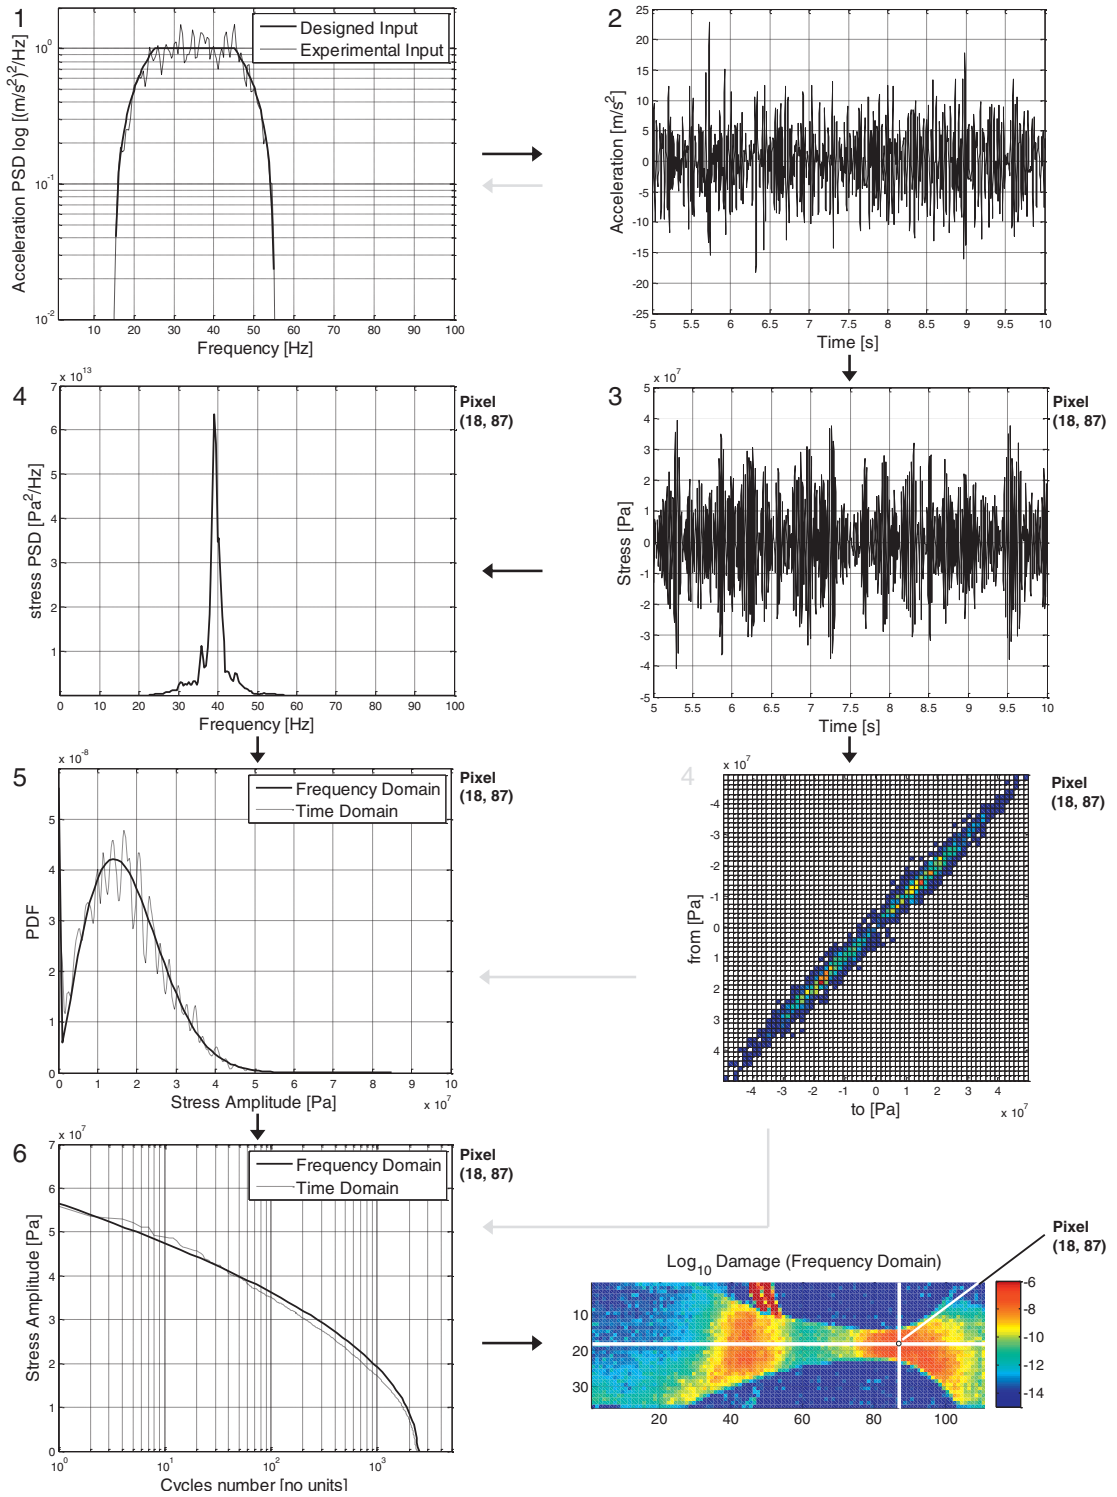 1
Acceleration PSD log [(m/s²)²/Hz]
10⁰
10⁻¹
10⁻²
Designed Input
Experimental Input
10 20 30 40 50 60 70 80 90 100
Frequency [Hz]
2
Acceleration [m/s²]
25
20
15
10
5
0
-5
-10
-15
-20
-25
5 5.5 6 6.5 7 7.5 8 8.5 9 9.5 10
Time [s]
4
x 10¹³
stress PSD [Pa²/Hz]
7
6
5
4
3
2
1
0 10 20 30 40 50 60 70 80 90 100
Frequency [Hz]
Pixel
(18, 87)
3
x 10⁷
Stress [Pa]
5
4
3
2
1
0
-1
-2
-3
-4
-5
5 5.5 6 6.5 7 7.5 8 8.5 9 9.5 10
Time [s]
Pixel
(18, 87)
5
x 10⁻⁸
PDF
5
4
3
2
1
0
Frequency Domain
Time Domain
0 1 2 3 4 5 6 7 8 9 10
Stress Amplitude [Pa]
x 10⁷
Pixel
(18, 87)
4
x 10⁷
from [Pa]
-4
-3
-2
-1
0
1
2
3
4
-4 -3 -2 -1 0 1 2 3 4
to [Pa]
x 10⁷
Pixel
(18, 87)
6
x 10⁷
Stress Amplitude [Pa]
7
6
5
4
3
2
1
0
Frequency Domain
Time Domain
10⁰ 10¹ 10² 10³
Cycles number [no units]
Pixel
(18, 87)
Pixel
(18, 87)
Log₁₀ Damage (Frequency Domain)
10
20
30
20 40 60 80 100
-6
-8
-10
-12
-14